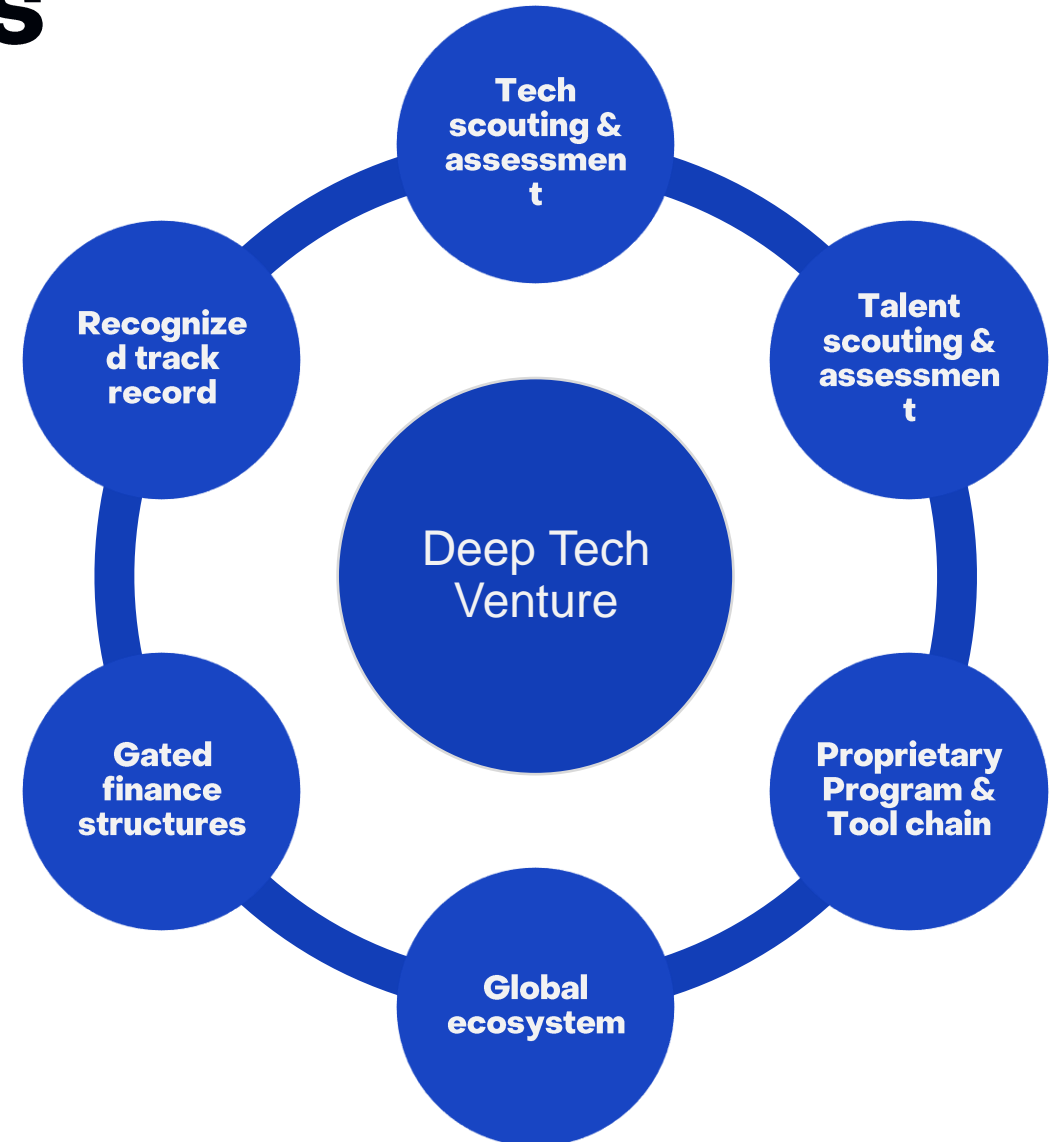 s
Tech
scouting &
assessmen
t
Talent
scouting &
assessmen
t
Proprietary
Program &
Tool chain
Global
ecosystem
Gated
finance
structures
Recognize
d track
record
Deep Tech
Venture